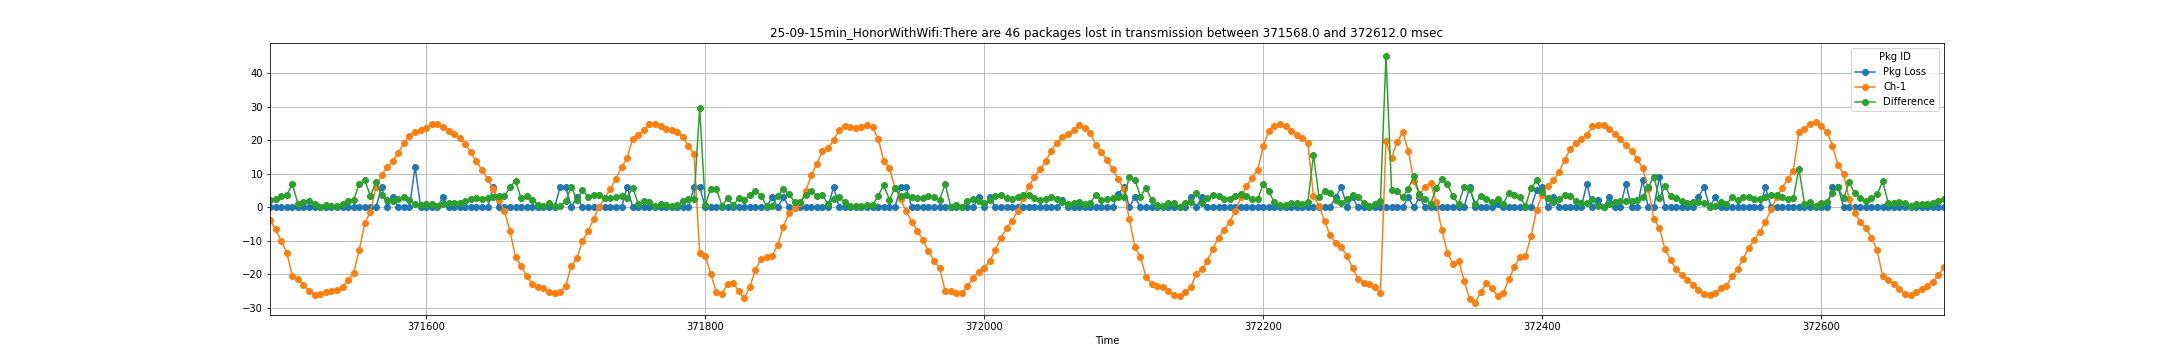 25-09-15min_HonorWithWifi:There are 46 packages lost in transmission between 371568.0 and 372612.0 msec
Pkg ID
Pkg Loss
Ch-1
Difference
40
30
20
10
0
−10
−20
−30
371600 371800 372000 372200 372400 372600
Time